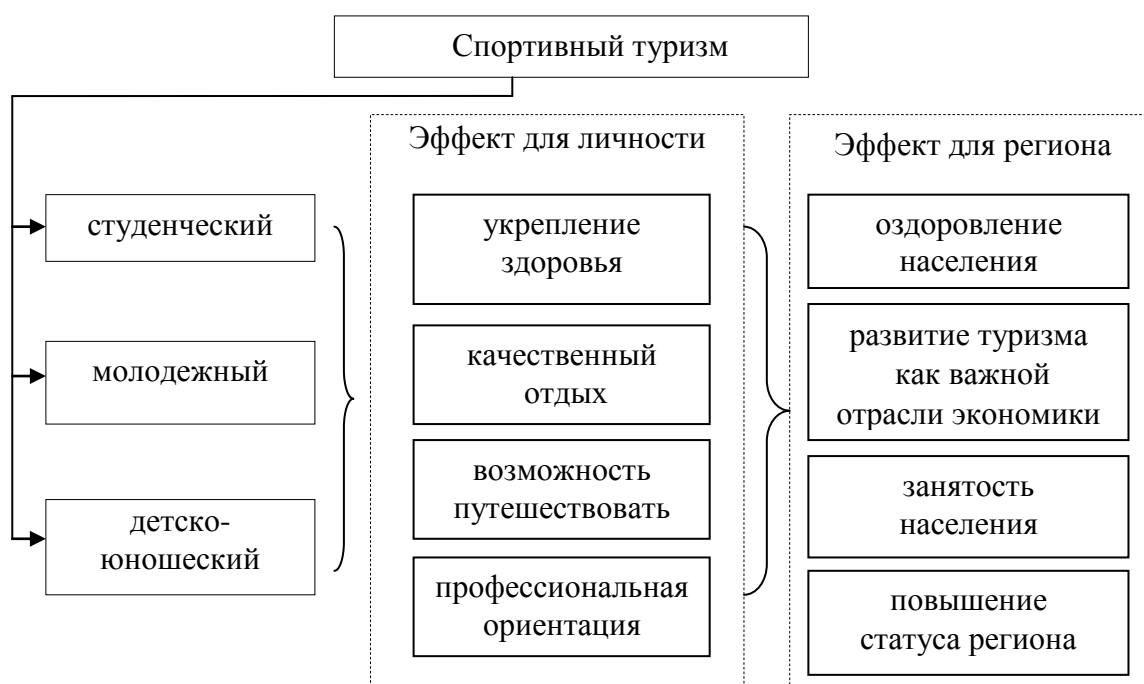 Спортивный туризм
студенческий
молодежный
детско-
юношеский
Эффект для личности
укрепление
здоровья
качественный
отдых
возможность
путешествовать
профессиональная
ориентация
Эффект для региона
оздоровление
населения
развитие туризма
как важной
отрасли экономики
занятость
населения
повышение
статуса региона